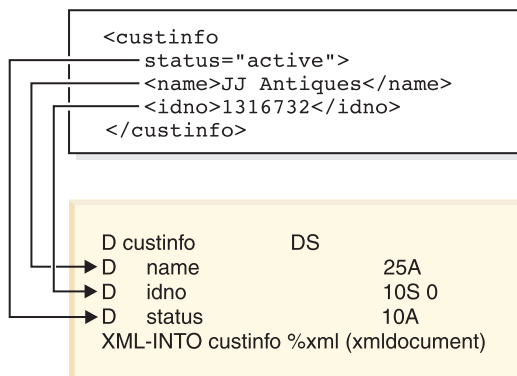 <custinfo
status="active">
<name>JJ Antiques</name>
<idno>1316732</idno>
</custinfo>
D custinfo DS
D name 25A
D idno 10S 0
D status 10A
XML-INTO custinfo %xml (xmldocument)